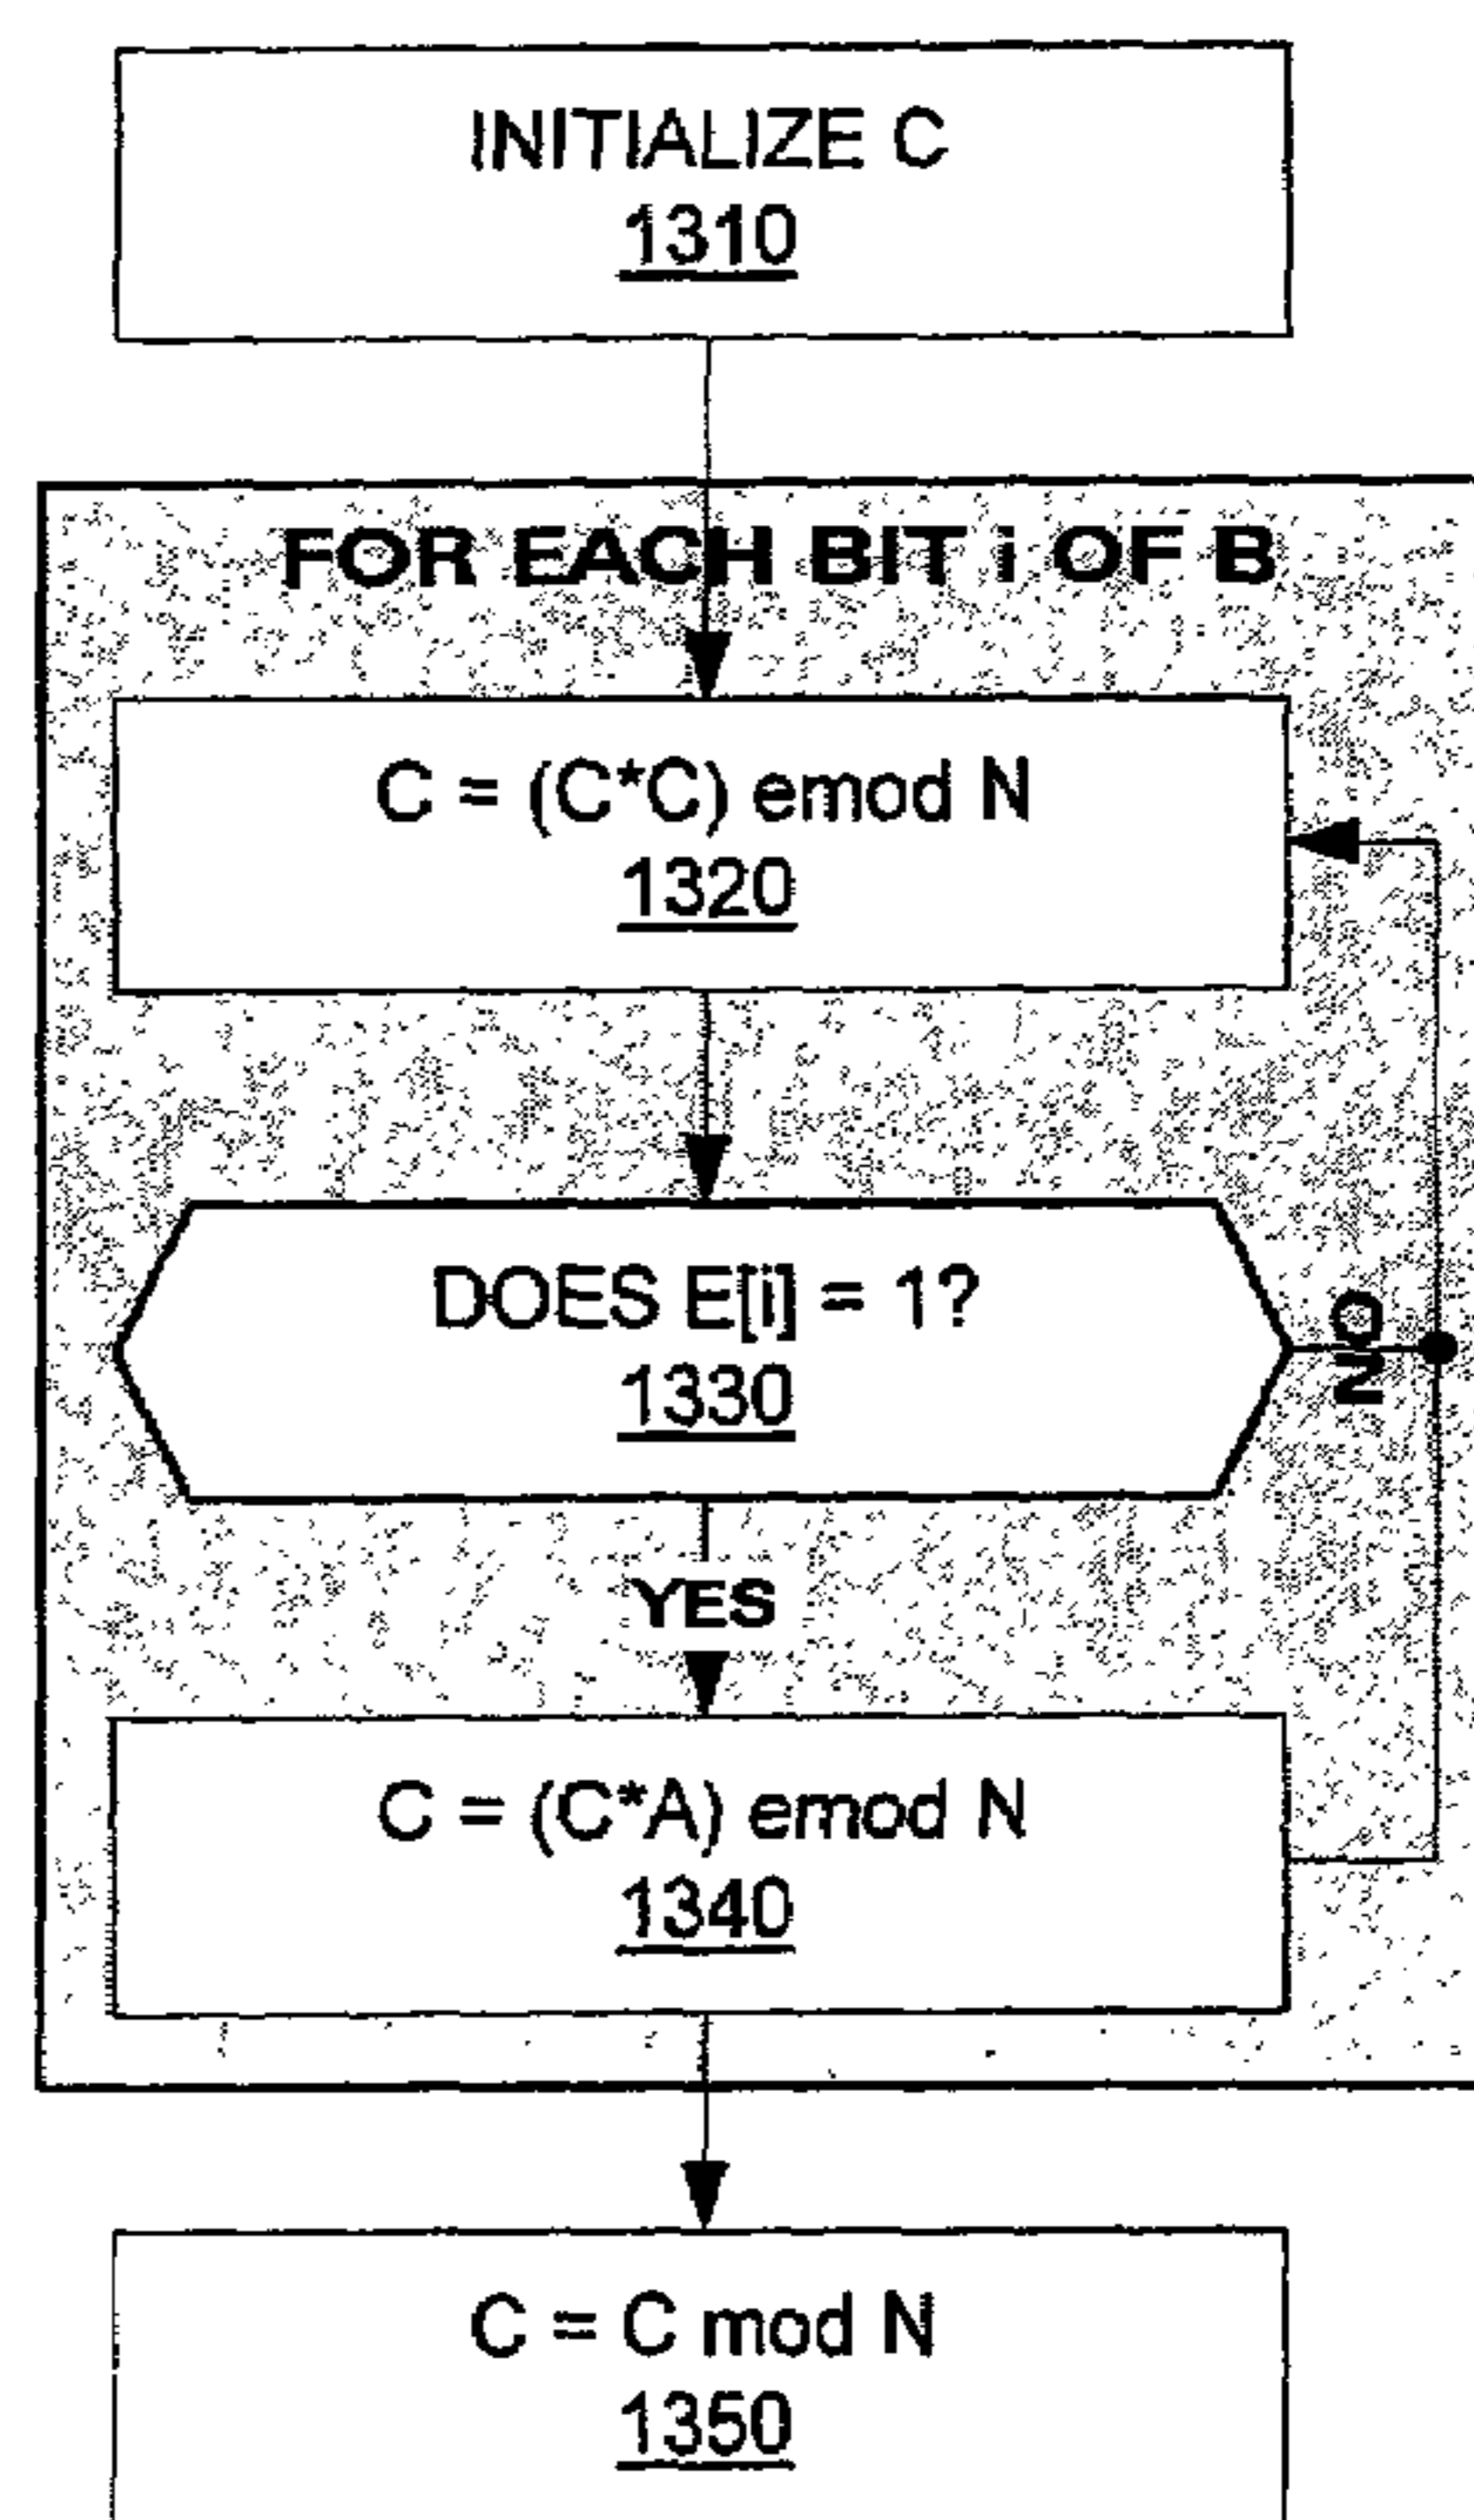 INITIALIZE C
1310
FOR EACH BIT i OF B
C = (C*C) emod N
1320
DOES E[i] = 1?
1330
NO
YES
C = (C*A) emod N
1340
C = C mod N
1350